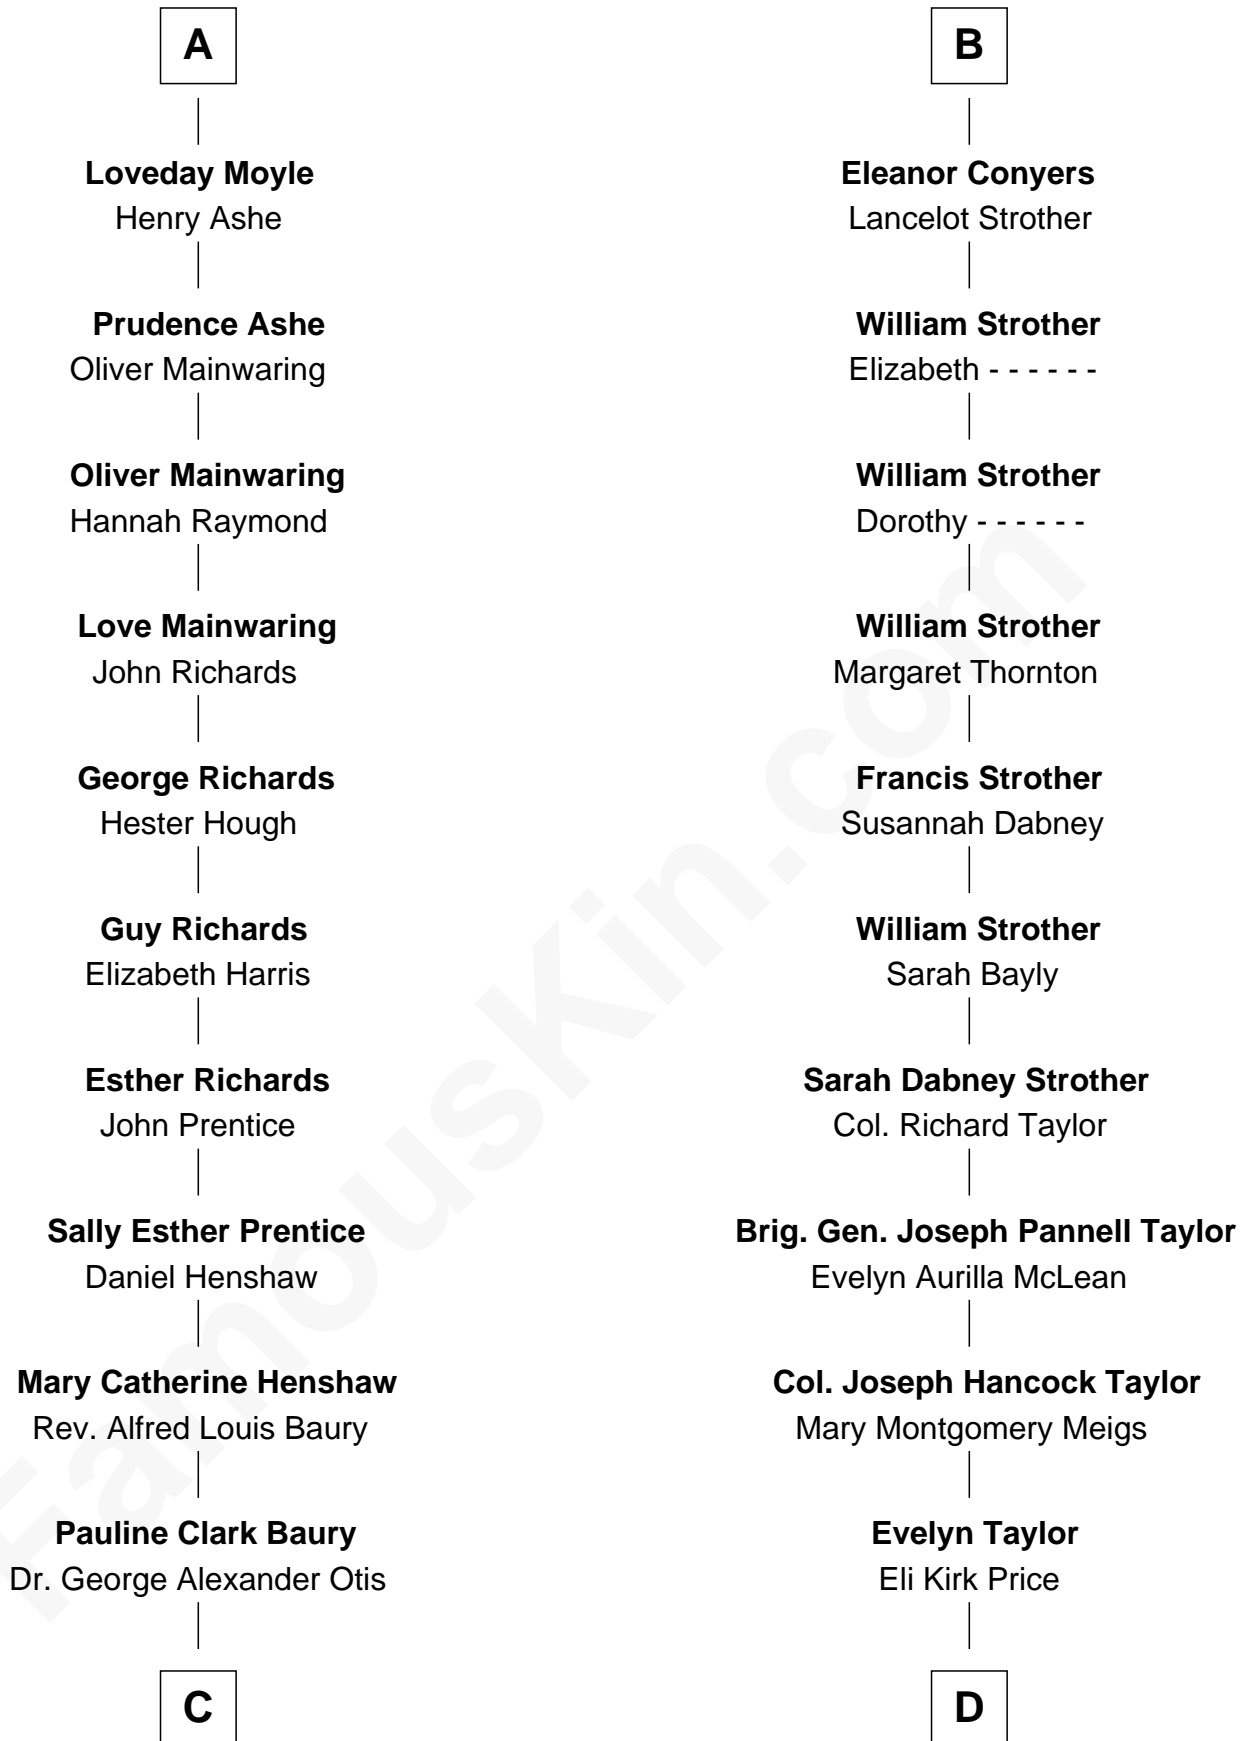 A
Loveday Moyle
Henry Ashe
Prudence Ashe
Oliver Mainwaring
Oliver Mainwaring
Hannah Raymond
Love Mainwaring
John Richards
George Richards
Hester Hough
Guy Richards
Elizabeth Harris
Esther Richards
John Prentice
Sally Esther Prentice
Daniel Henshaw
Mary Catherine Henshaw
Rev. Alfred Louis Baury
Pauline Clark Baury
Dr. George Alexander Otis
C
B
Eleanor Conyers
Lancelot Strother
William Strother
Elizabeth - - - - - -
William Strother
Dorothy - - - - - -
William Strother
Margaret Thornton
Francis Strother
Susannah Dabney
William Strother
Sarah Bayly
Sarah Dabney Strother
Col. Richard Taylor
Brig. Gen. Joseph Pannell Taylor
Evelyn Aurilla McLean
Col. Joseph Hancock Taylor
Mary Montgomery Meigs
Evelyn Taylor
Eli Kirk Price
D
FamousKin.com